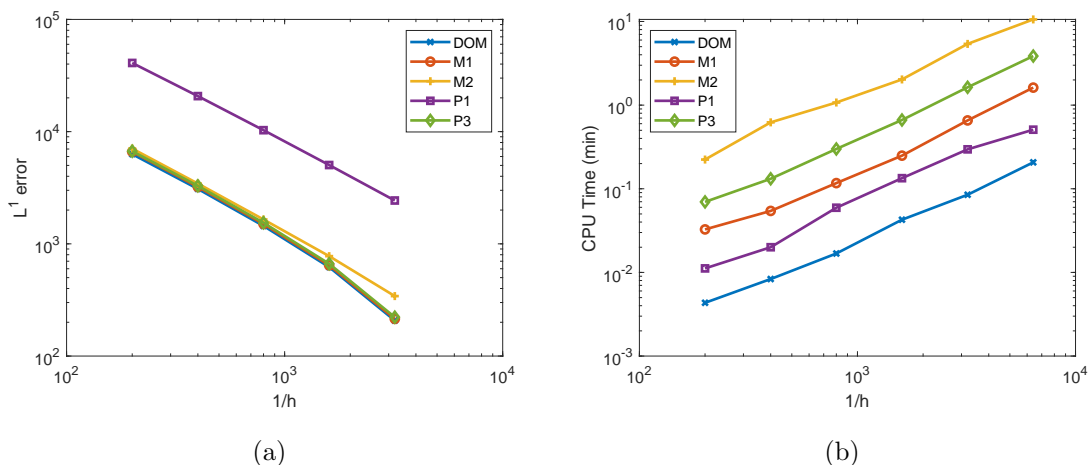 10^5
10^4
10^3
10^2
L^1 error
10^2
10^3
10^4
1/h
DOM
M1
M2
P1
P3
(a)
10^1
10^0
10^-1
10^-2
10^-3
CPU Time (min)
10^2
10^3
10^4
1/h
DOM
M1
M2
P1
P3
(b)